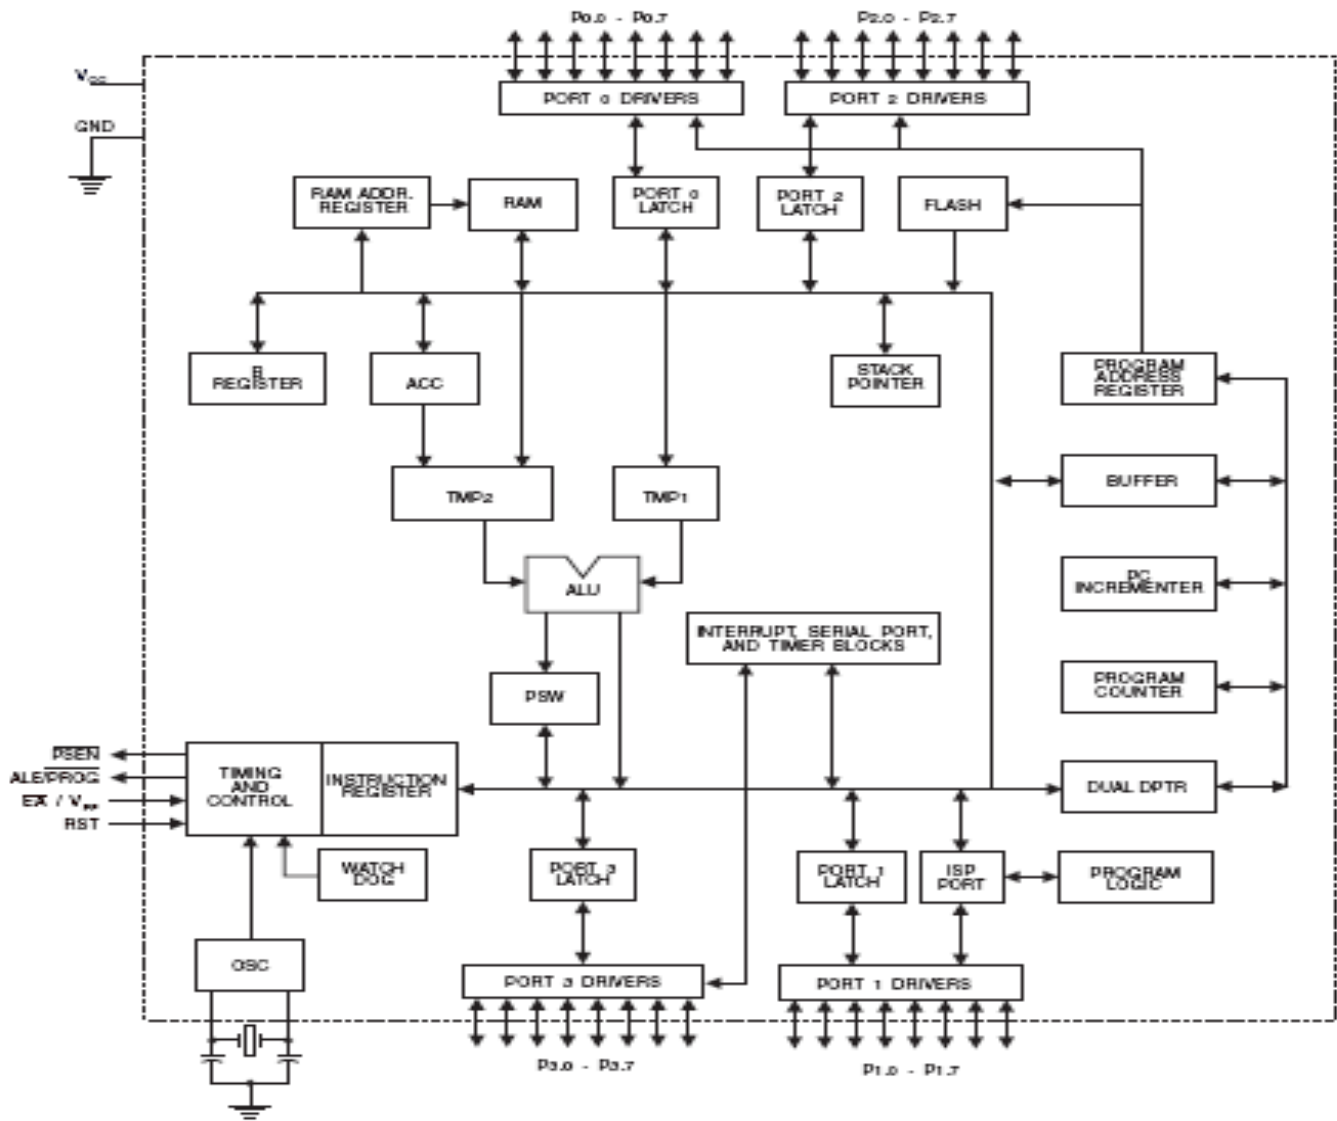 P0.0 - P0.7
P2.0 - P2.7
VCC
GND
PORT 0 DRIVERS
PORT 2 DRIVERS
RAM ADDR.
REGISTER
RAM
PORT 0
LATCH
PORT 2
LATCH
FLASH
B
REGISTER
ACC
STACK
POINTER
PROGRAM
ADDRESS
REGISTER
BUFFER
TMP2
TMP1
ALU
PC
INCREMENTER
INTERRUPT, SERIAL PORT,
AND TIMER BLOCKS
PROGRAM
COUNTER
PSW
PSEN
ALE/PROG
EA / VPP
RST
TIMING
AND
CONTROL
INSTRUCTION
REGISTER
DUAL DPTR
WATCH
DOG
PORT 3
LATCH
PORT 1
LATCH
ISP
PORT
PROGRAM
LOGIC
OSC
PORT 3 DRIVERS
PORT 1 DRIVERS
P3.0 - P3.7
P1.0 - P1.7